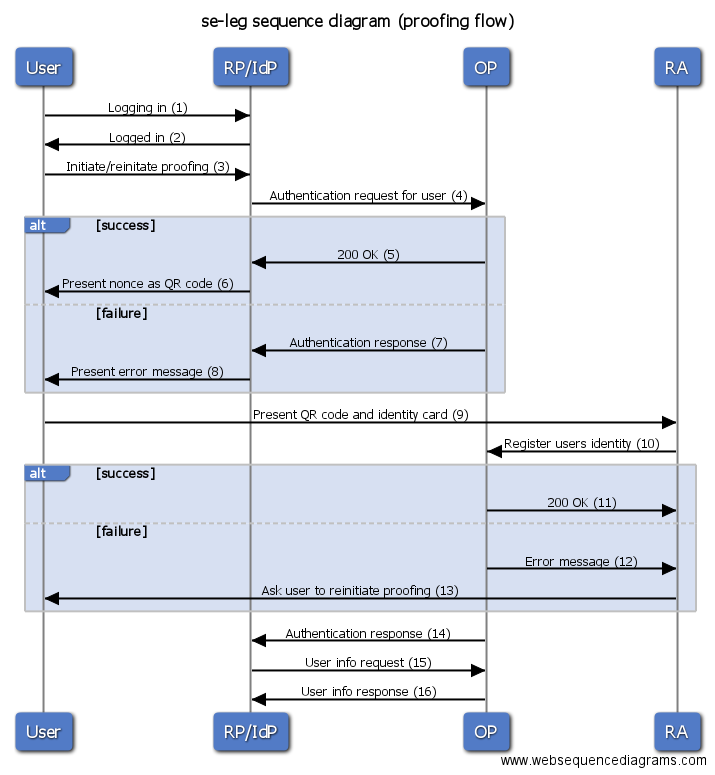 se-leg sequence diagram (proofing flow)
User
RP/IdP
OP
RA
Logging in (1)
Logged in (2)
Initiate/reinitate proofing (3)
Authentication request for user (4)
alt
[success]
200 OK (5)
Present nonce as QR code (6)
[failure]
Authentication response (7)
Present error message (8)
Present QR code and identity card (9)
Register users identity (10)
alt
[success]
200 OK (11)
[failure]
Error message (12)
Ask user to reinitiate proofing (13)
Authentication response (14)
User info request (15)
User info response (16)
User
RP/IdP
OP
RA
www.websequencediagrams.com